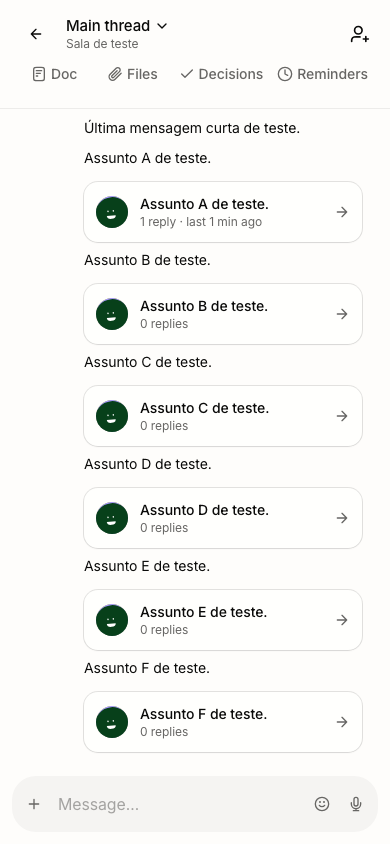 Main thread
Sala de teste
Doc
Files
Decisions
Reminders
Última mensagem curta de teste.
Assunto A de teste.
Assunto A de teste.
1 reply · last 1 min ago
Assunto B de teste.
Assunto B de teste.
0 replies
Assunto C de teste.
Assunto C de teste.
0 replies
Assunto D de teste.
Assunto D de teste.
0 replies
Assunto E de teste.
Assunto E de teste.
0 replies
Assunto F de teste.
Assunto F de teste.
0 replies
Message...